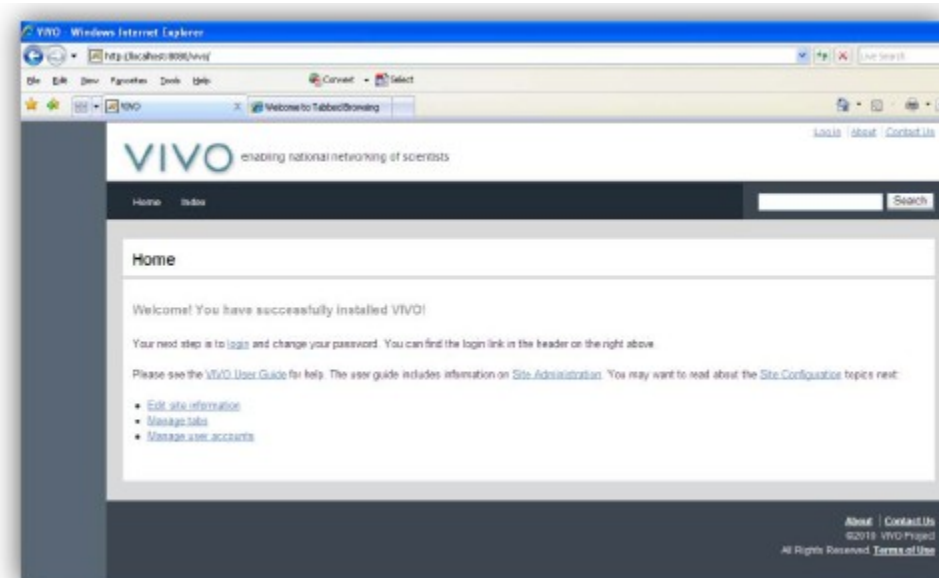 VIVO - Windows Internet Explorer
http://localhost:8080/vivo/
Live Search
File Edit View Favorites Tools Help Convert Select
VIVO X Welcome to Tabbed Browsing
Log in About Contact Us
VIVO enabling national networking of scientists
Home Index Search
Home
Welcome! You have successfully installed VIVO!
Your next step is to login and change your password. You can find the login link in the header on the right above.
Please see the VIVO User Guide for help. The user guide includes information on Site Administration. You may want to read about the Site Configuration topics next:
• Edit site information
• Manage tabs
• Manage user accounts
About | Contact Us
©2010 VIVO Project
All Rights Reserved. Terms of Use